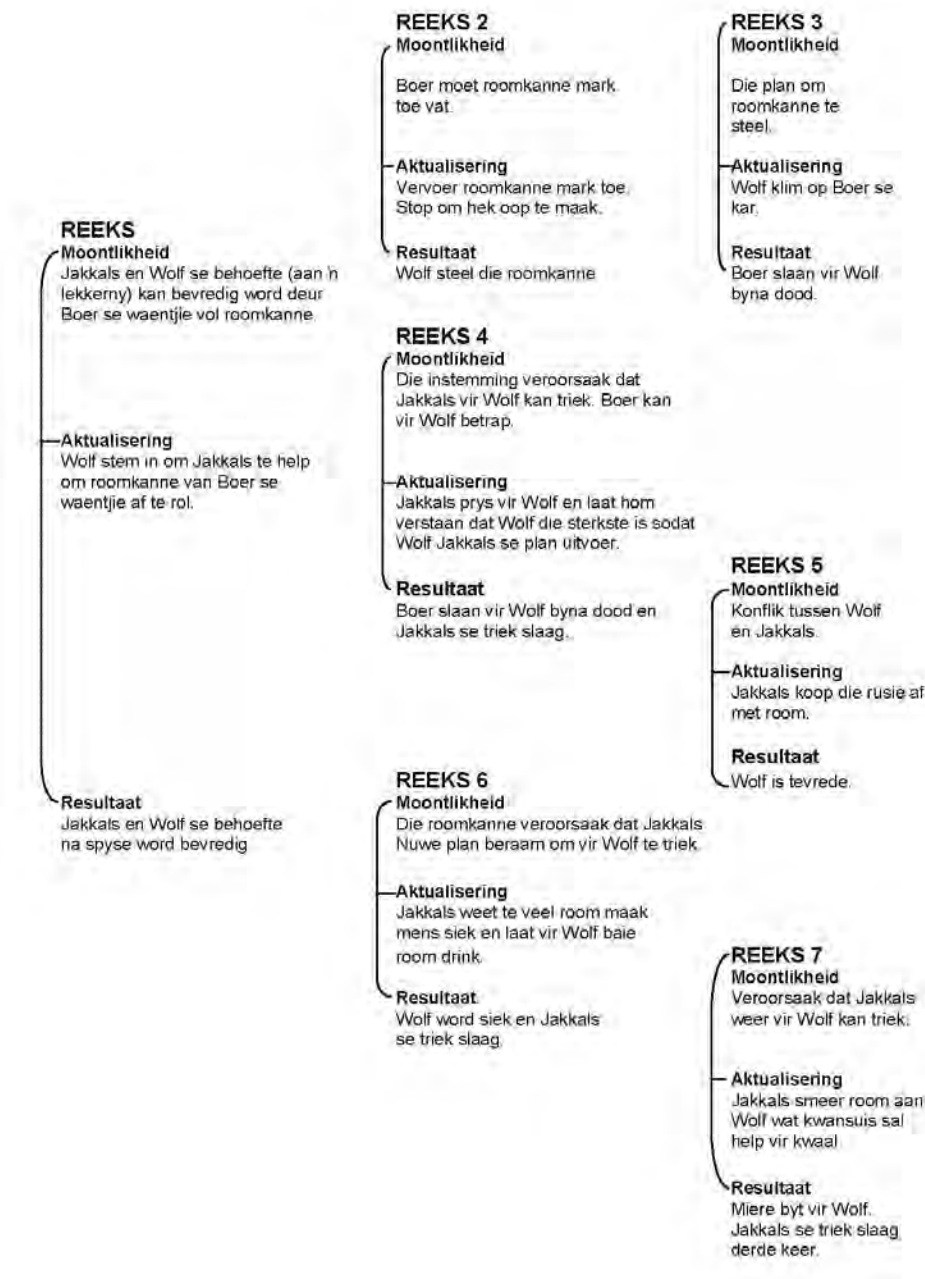 REEKS
Moontlikheid
Jakkals en Wolf se behoefte (aan 'n
lekkerny) kan bevredig word deur
Boer se waentjie vol roomkanne
Aktualisering
Wolf stem in om Jakkals te help
om roomkanne van Boer se
waentjie af te rol.
Resultaat
Jakkals en Wolf se behoefte
na spyse word bevredig
REEKS 2
Moontlikheid
Boer moet roomkanne mark
toe vat.
Aktualisering
Vervoer roomkanne mark toe.
Stop om hek oop te maak.
Resultaat
Wolf steel die roomkanne
REEKS 3
Moontlikheid
Die plan om
roomkanne te
steel.
Aktualisering
Wolf klim op Boer se
kar.
Resultaat
Boer slaan vir Wolf
byna dood.
REEKS 4
Moontlikheid
Die instemming veroorsaak dat
Jakkals vir Wolf kan triek. Boer kan
vir Wolf betrap.
Aktualisering
Jakkals prys vir Wolf en laat hom
verstaan dat Wolf die sterkste is sodat
Wolf Jakkals se plan uitvoer.
Resultaat
Boer slaan vir Wolf byna dood en
Jakkals se triek slaag.
REEKS 5
Moontlikheid
Konflik tussen Wolf
en Jakkals.
Aktualisering
Jakkals koop die rusie af
met room.
Resultaat
Wolf is tevrede.
REEKS 6
Moontlikheid
Die roomkanne veroorsaak dat Jakkals
Nuwe plan beraam om vir Wolf te triek
Aktualisering
Jakkals weet te veel room maak
mens siek en laat vir Wolf baie
room drink.
Resultaat
Wolf word siek en Jakkals
se triek slaag.
REEKS 7
Moontlikheid
Veroorsaak dat Jakkals
weer vir Wolf kan triek.
Aktualisering
Jakkals smeer room aan
Wolf wat kwansuis sal
help vir kwaal
Resultaat
Miere byt vir Wolf.
Jakkals se triek slaag
derde keer.